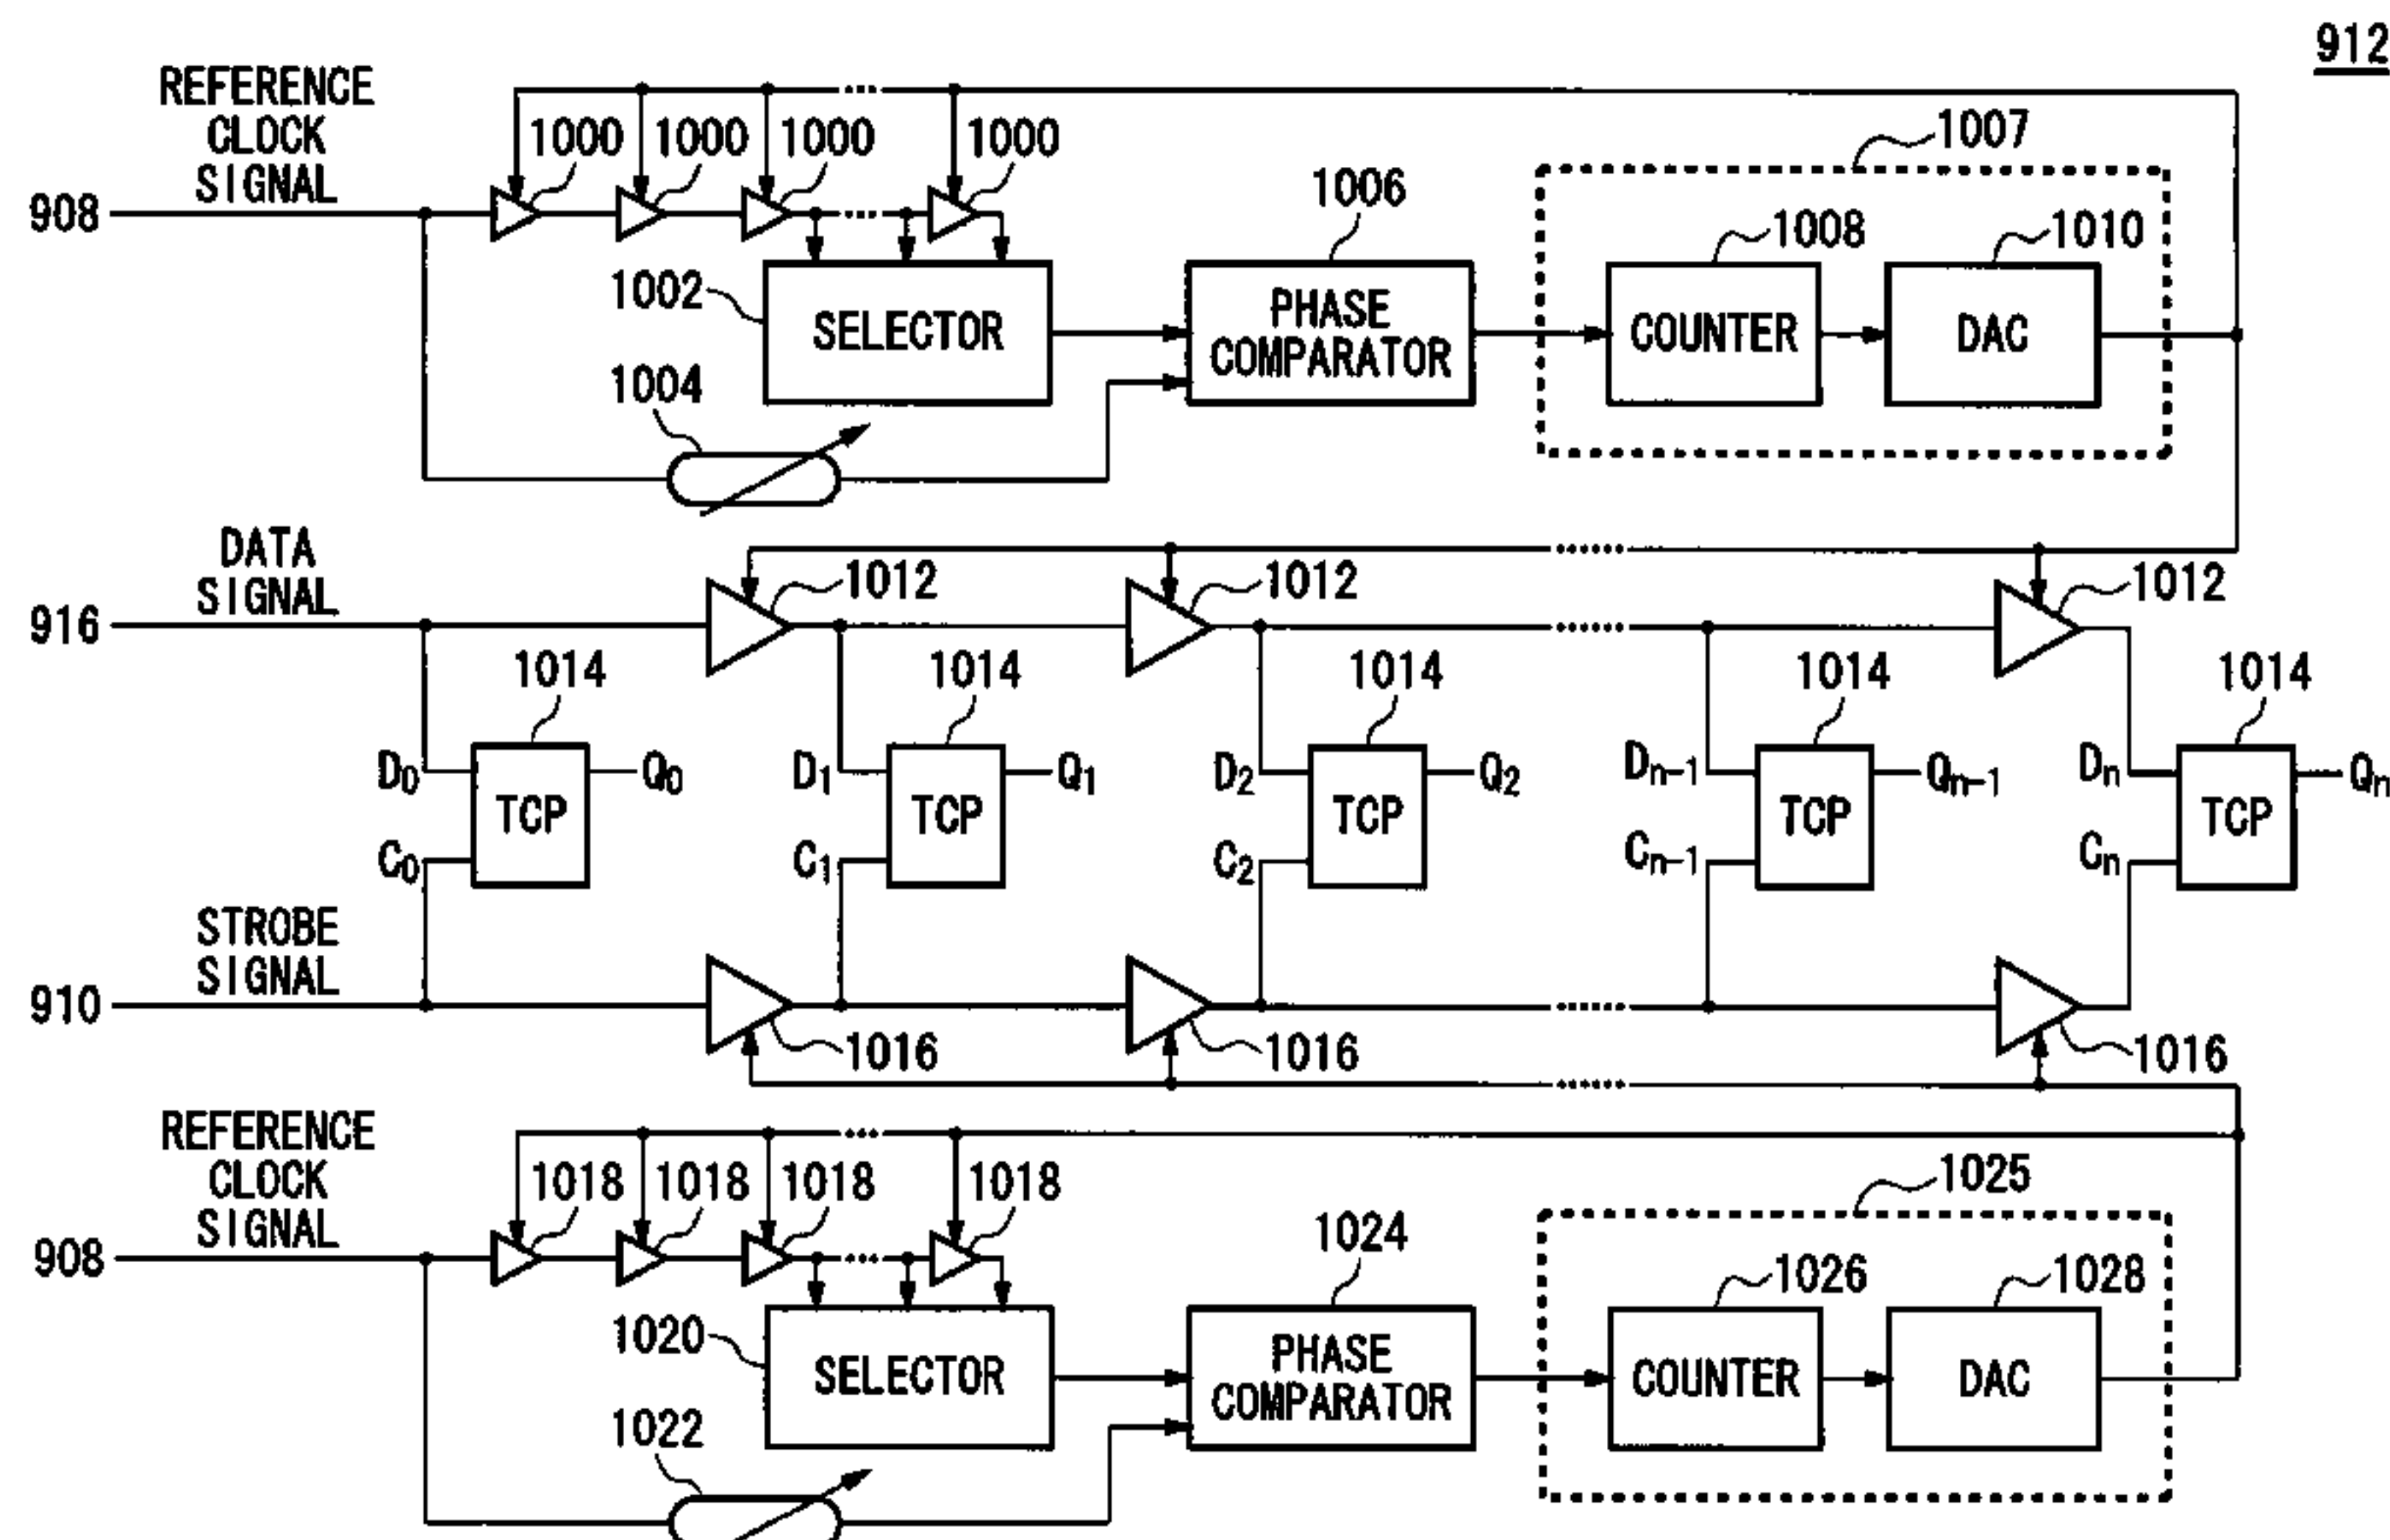 912
REFERENCE
CLOCK
SIGNAL
908
1000
1000
1000
1000
1007
1006
1008
1010
1002
SELECTOR
PHASE
COMPARATOR
COUNTER
DAC
1004
DATA
SIGNAL
916
1012
1012
1012
1014
1014
1014
1014
1014
D0
TCP
Q0
D1
TCP
Q1
D2
TCP
Q2
Dn-1
TCP
Qn-1
Dn
TCP
Qn
C0
C1
C2
Cn-1
Cn
STROBE
SIGNAL
910
1016
1016
1016
REFERENCE
CLOCK
SIGNAL
908
1018
1018
1018
1018
1025
1024
1026
1028
1020
SELECTOR
PHASE
COMPARATOR
COUNTER
DAC
1022